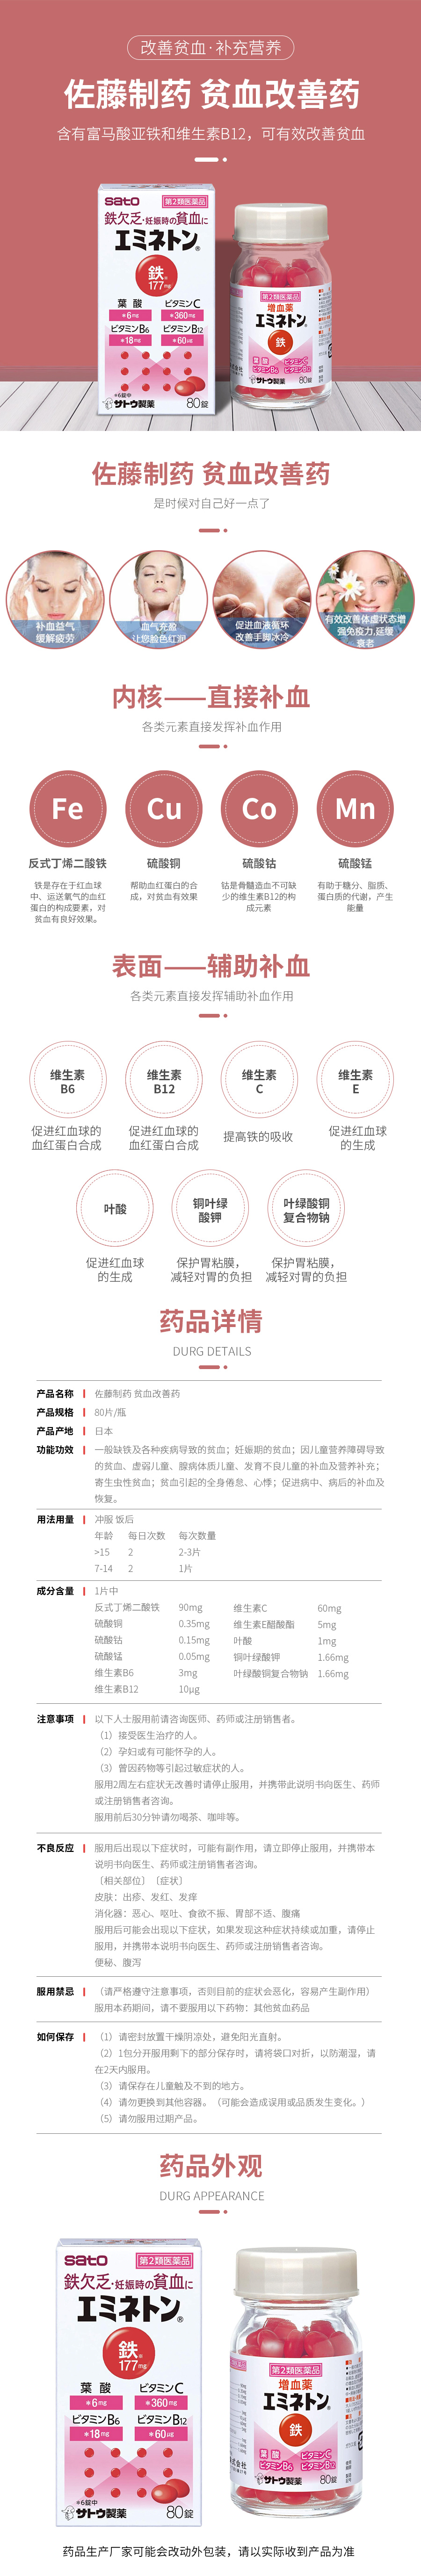 改善贫血·补充营养
佐藤制药 贫血改善药
含有富马酸亚铁和维生素B12，可有效改善贫血
sato
第2類医薬品
鉄欠乏・妊娠時の貧血に
エミネトン®
鉄*
177mg
葉酸
ビタミンC
*6mg
*360mg
ビタミンB6
ビタミンB12
*18mg
*60μg
*6錠中
サトウ製薬
80錠
第2類医薬品
増血薬
エミネトン®
鉄
葉酸
ビタミンC
ビタミンB6
ビタミンB12
サトウ製薬
80錠
佐藤制药 贫血改善药
是时候对自己好一点了
补血益气
缓解疲劳
血气充盈
让您脸色红润
促进血液循环
改善手脚冰冷
有效改善体虚状态增
强免疫力,延缓
衰老
内核——直接补血
各类元素直接发挥补血作用
Fe
Cu
Co
Mn
反式丁烯二酸铁
硫酸铜
硫酸钴
硫酸锰
铁是存在于红血球
中、运送氧气的血红
蛋白的构成要素，对
贫血有良好效果。
帮助血红蛋白的合
成，对贫血有效果
钴是骨髓造血不可缺
少的维生素B12的构
成元素
有助于糖分、脂质、
蛋白质的代谢，产生
能量
表面——辅助补血
各类元素直接发挥辅助补血作用
维生素
B6
维生素
B12
维生素
C
维生素
E
促进红血球的
血红蛋白合成
促进红血球的
血红蛋白合成
提高铁的吸收
促进红血球
的生成
叶酸
铜叶绿
酸钾
叶绿酸铜
复合物钠
促进红血球
的生成
保护胃粘膜，
减轻对胃的负担
保护胃粘膜，
减轻对胃的负担
药品详情
DURG DETAILS
产品名称 佐藤制药 贫血改善药
产品规格 80片/瓶
产品产地 日本
功能功效 一般缺铁及各种疾病导致的贫血；妊娠期的贫血；因儿童营养障碍导致
的贫血、虚弱儿童、腺病体质儿童、发育不良儿童的补血及营养补充；
寄生虫性贫血；贫血引起的全身倦怠、心悸；促进病中、病后的补血及
恢复。
用法用量 冲服 饭后
年龄 每日次数 每次数量
>15 2 2-3片
7-14 2 1片
成分含量 1片中
反式丁烯二酸铁 90mg 维生素C 60mg
硫酸铜 0.35mg 维生素E醋酸酯 5mg
硫酸钴 0.15mg 叶酸 1mg
硫酸锰 0.05mg 铜叶绿酸钾 1.66mg
维生素B6 3mg 叶绿酸铜复合物钠 1.66mg
维生素B12 10μg
注意事项 以下人士服用前请咨询医师、药师或注册销售者。
（1）接受医生治疗的人。
（2）孕妇或有可能怀孕的人。
（3）曾因药物等引起过敏症状的人。
服用2周左右症状无改善时请停止服用，并携带此说明书向医生、药师
或注册销售者咨询。
服用前后30分钟请勿喝茶、咖啡等。
不良反应 服用后出现以下症状时，可能有副作用，请立即停止服用，并携带本
说明书向医生、药师或注册销售者咨询。
〔相关部位〕〔症状〕
皮肤：出疹、发红、发痒
消化器：恶心、呕吐、食欲不振、胃部不适、腹痛
服用后可能会出现以下症状，如果发现这种症状持续或加重，请停止
服用，并携带本说明书向医生、药师或注册销售者咨询。
便秘、腹泻
服用禁忌 （请严格遵守注意事项，否则目前的症状会恶化，容易产生副作用）
服用本药期间，请不要服用以下药物：其他贫血药品
如何保存 （1）请密封放置干燥阴凉处，避免阳光直射。
（2）1包分开服用剩下的部分保存时，请将袋口对折，以防潮湿，请
在2天内服用。
（3）请保存在儿童触及不到的地方。
（4）请勿更换到其他容器。（可能会造成误用或品质发生变化。）
（5）请勿服用过期产品。
药品外观
DURG APPEARANCE
sato
第2類医薬品
鉄欠乏・妊娠時の貧血に
エミネトン®
鉄*
177mg
葉酸
ビタミンC
*6mg
*360mg
ビタミンB6
ビタミンB12
*18mg
*60μg
*6錠中
サトウ製薬
80錠
第2類医薬品
増血薬
エミネトン®
鉄
葉酸
ビタミンC
ビタミンB6
ビタミンB12
サトウ製薬
80錠
药品生产厂家可能会改动外包装，请以实际收到产品为准